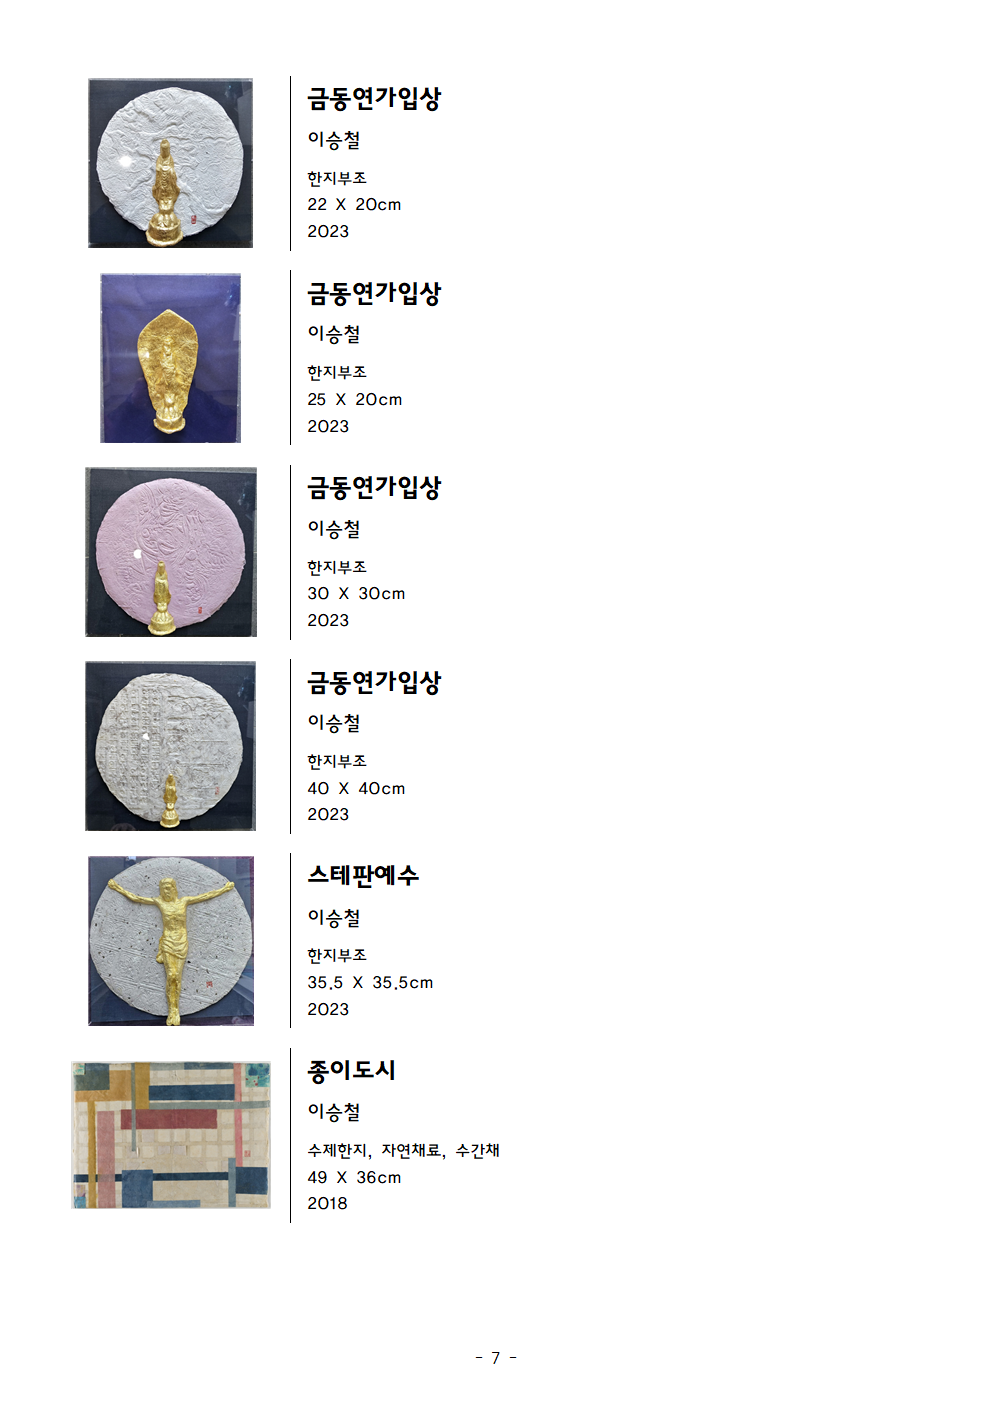 금동연가입상
이승철
한지부조
22 X 20cm
2023
금동연가입상
이승철
한지부조
25 X 20cm
2023
금동연가입상
이승철
한지부조
30 X 30cm
2023
금동연가입상
이승철
한지부조
40 X 40cm
2023
스테판예수
이승철
한지부조
35.5 X 35.5cm
2023
종이도시
이승철
수제한지, 자연채료, 수간채
49 X 36cm
2018
- 7 -